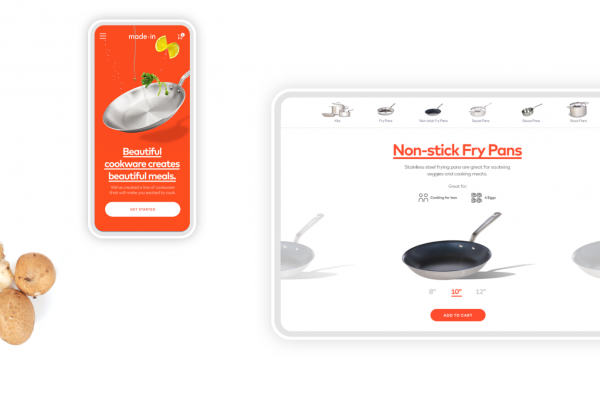 made·in
Beautiful
cookware creates
beautiful meals.
We've created a line of cookware
that will make you excited to cook.
GET STARTED
Kits
Fry Pans
Non-stick Fry Pans
Sauce Pans
Sauce Pans
Stock Pots
Non-stick Fry Pans
Stainless steel frying pans are great for sauteing
veggies and cooking meats.
Great for:
Cooking for two
4 Eggs
8"
10"
12"
ADD TO CART